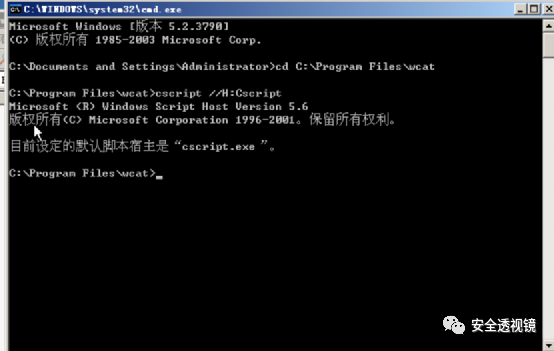 C:\WINDOWS\system32\cmd.exe
Microsoft Windows [版本 5.2.3790]
(C) 版权所有 1985-2003 Microsoft Corp.
C:\Documents and Settings\Administrator>cd C:\Program Files\wcat
C:\Program Files\wcat>cscript //H:Cscript
Microsoft (R) Windows Script Host Version 5.6
版权所有(C) Microsoft Corporation 1996-2001。保留所有权利。
目前设定的默认脚本宿主是“cscript.exe ”。
C:\Program Files\wcat>_
安全透视镜